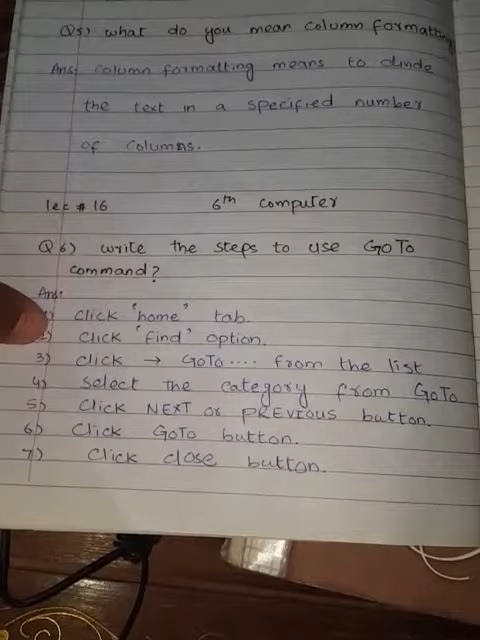 Q5) what do you mean column formatting
Ans: column formatting means to divide
the text in a specified number
of columns.
lec # 16 6th computer
Q6) write the steps to use GoTo
command?
Ans:
1) click 'home' tab.
2) click 'find' option.
3) click → GoTo.... from the list
4) select the category from GoTo
5) click NEXT or PREVIOUS button.
6) click GoTo button.
7) click close button.